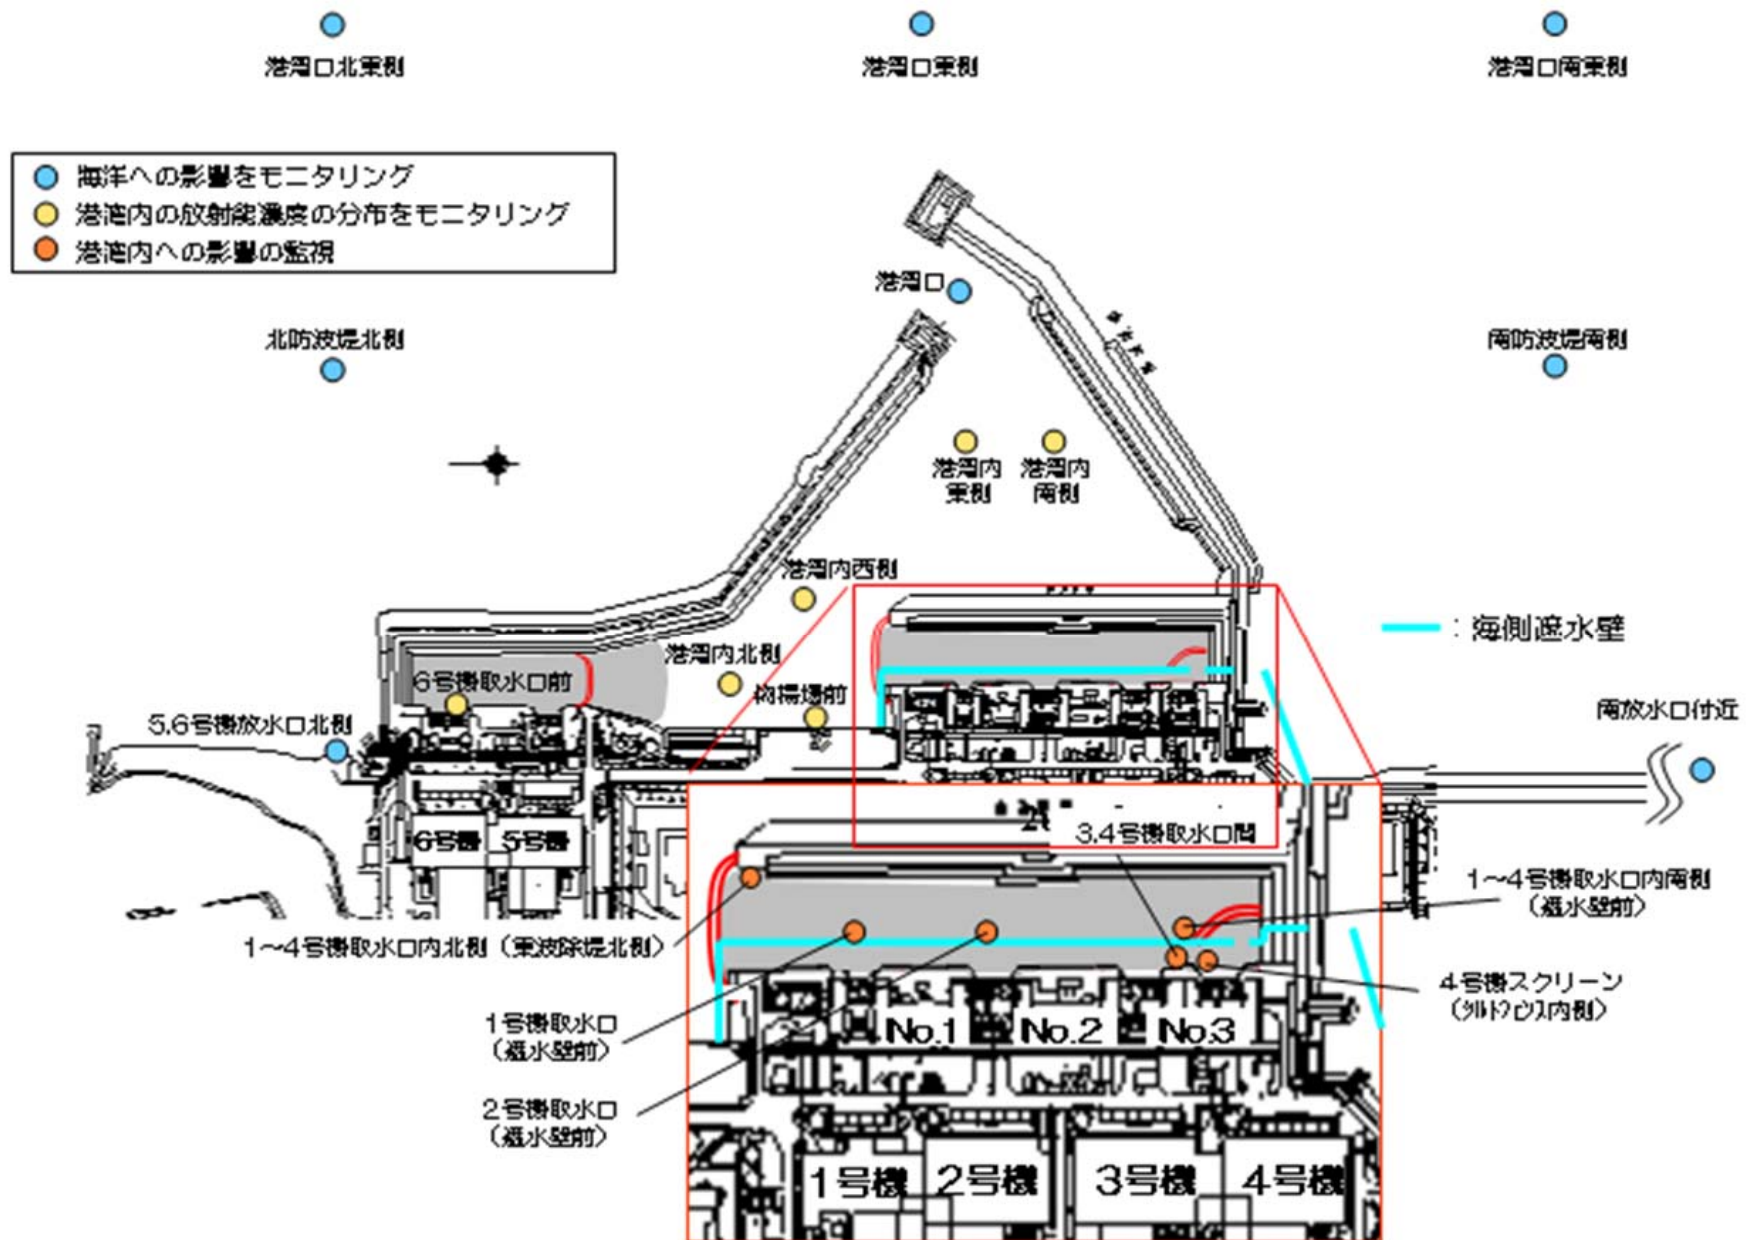 港湾口北東側
港湾口東側
港湾口南東側
海洋への影響をモニタリング
港湾内の放射能濃度の分布をモニタリング
港湾内への影響の監視
港湾口
北防波堤北側
南防波堤南側
港湾内
東側
港湾内
南側
港湾内西側
:海側遮水壁
港湾内北側
6号機取水口前
物揚場前
南放水口付近
5,6号機放水口北側
3,4号機取水口間
6号機
5号機
1~4号機取水口内南側
(遮水壁前)
1~4号機取水口内北側(東波除堤北側)
4号機スクリーン
(シルトフェンス内側)
1号機取水口
(遮水壁前)
No.1
No.2
No.3
2号機取水口
(遮水壁前)
1号機
2号機
3号機
4号機